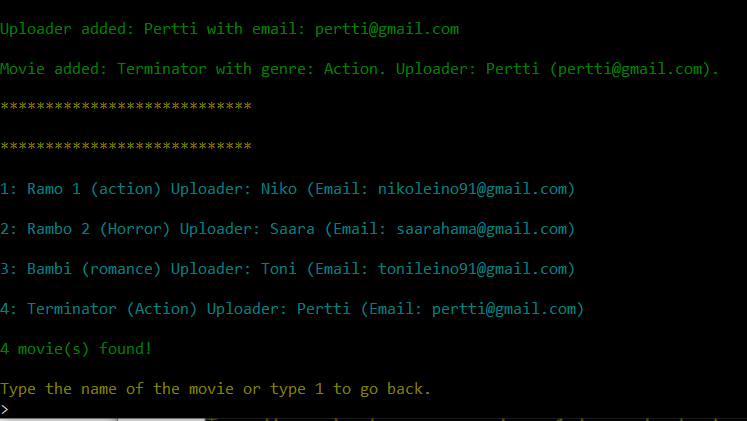 Uploader added: Pertti with email: pertti@gmail.com
Movie added: Terminator with genre: Action. Uploader: Pertti (pertti@gmail.com).
****************************
****************************
1: Ramo 1 (action) Uploader: Niko (Email: nikoleino91@gmail.com)
2: Rambo 2 (Horror) Uploader: Saara (Email: saarahama@gmail.com)
3: Bambi (romance) Uploader: Toni (Email: tonileino91@gmail.com)
4: Terminator (Action) Uploader: Pertti (Email: pertti@gmail.com)
4 movie(s) found!
Type the name of the movie or type 1 to go back.
>